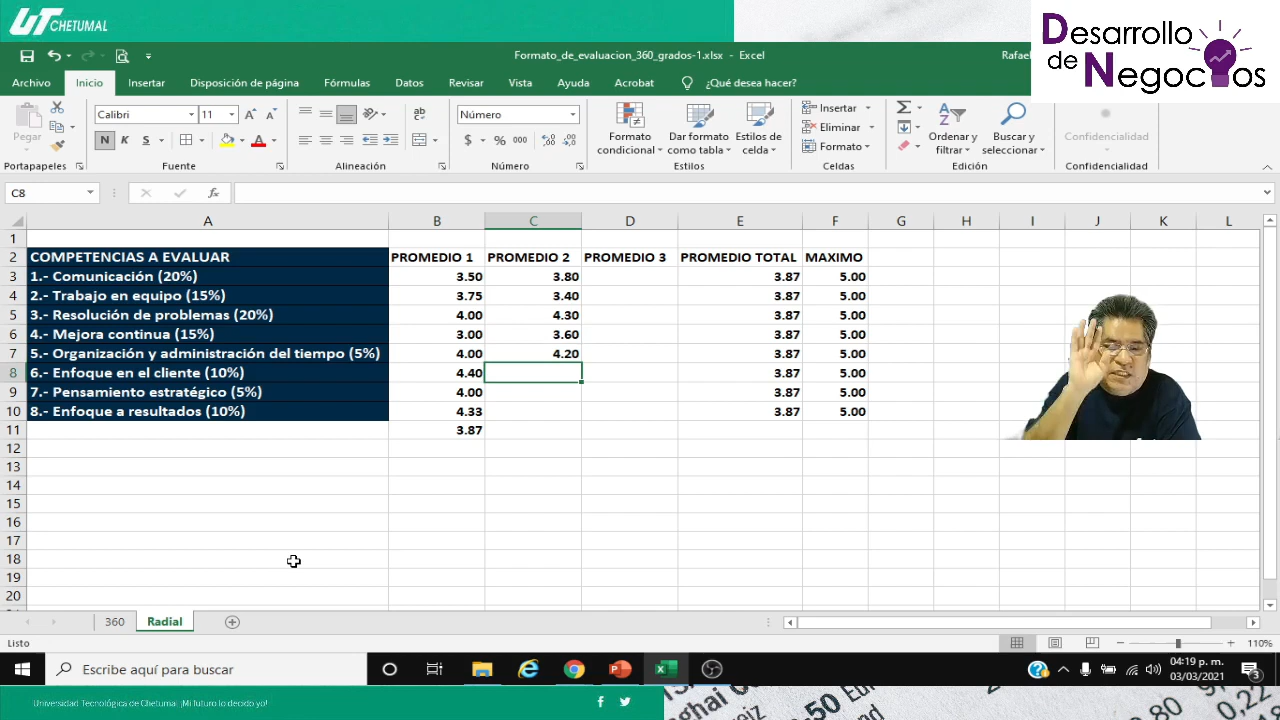 UT CHETUMAL
Desarrollo de Negocios
Formato_de_evaluacion_360_grados-1.xlsx - Excel
Rafae
Archivo Inicio Insertar Disposición de página Fórmulas Datos Revisar Vista Ayuda Acrobat ¿Qué desea hacer?
Pegar
Calibri 11
N K S
ab
Número
$ % 000
Formato condicional
Dar formato como tabla
Estilos de celda
Insertar
Eliminar
Formato
Ordenar y filtrar
Buscar y seleccionar
Confidencialidad
Portapapeles Fuente Alineación Número Estilos Celdas Edición Confidencialidad
C8 fx
A B C D E F G H I J K L
1
2 COMPETENCIAS A EVALUAR PROMEDIO 1 PROMEDIO 2 PROMEDIO 3 PROMEDIO TOTAL MAXIMO
3 1.- Comunicación (20%) 3.50 3.80 3.87 5.00
4 2.- Trabajo en equipo (15%) 3.75 3.40 3.87 5.00
5 3.- Resolución de problemas (20%) 4.00 4.30 3.87 5.00
6 4.- Mejora continua (15%) 3.00 3.60 3.87 5.00
7 5.- Organización y administración del tiempo (5%) 4.00 4.20 3.87 5.00
8 6.- Enfoque en el cliente (10%) 4.40 3.87 5.00
9 7.- Pensamiento estratégico (5%) 4.00 3.87 5.00
10 8.- Enfoque a resultados (10%) 4.33 3.87 5.00
11 3.87
12
13
14
15
16
17
18
19
20
360 Radial
Listo 110%
Escribe aquí para buscar
04:19 p. m.
03/03/2021
3
Universidad Tecnológica de Chetumal ¡Mi futuro lo decido yo!